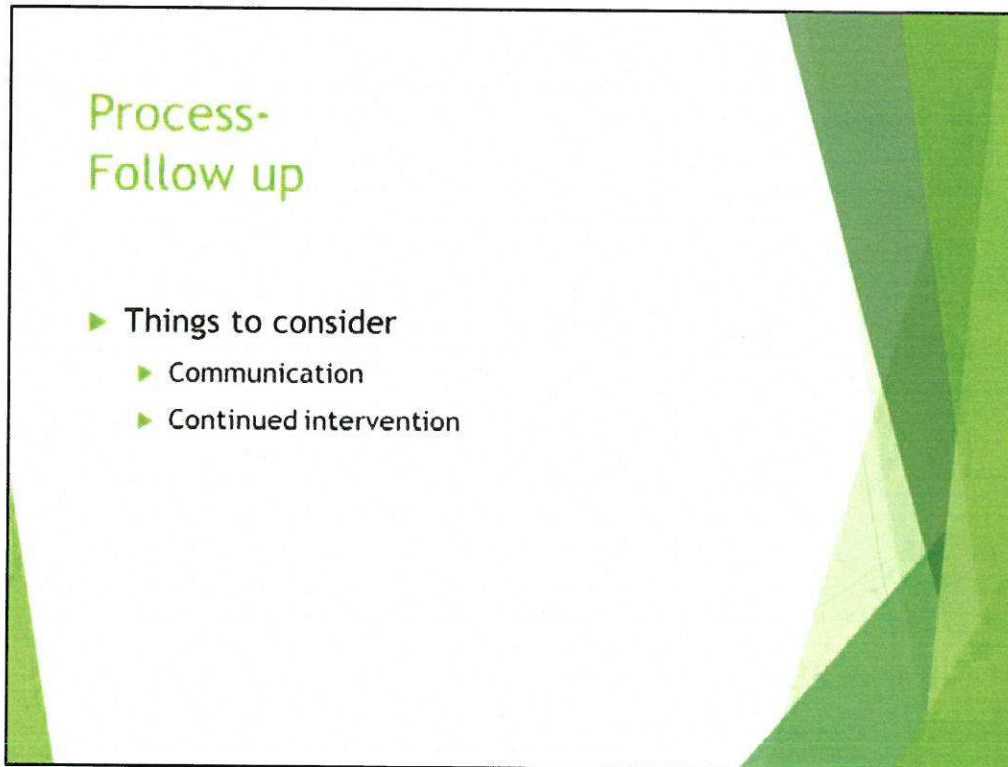 Process-
Follow up
Things to consider
Communication
Continued intervention